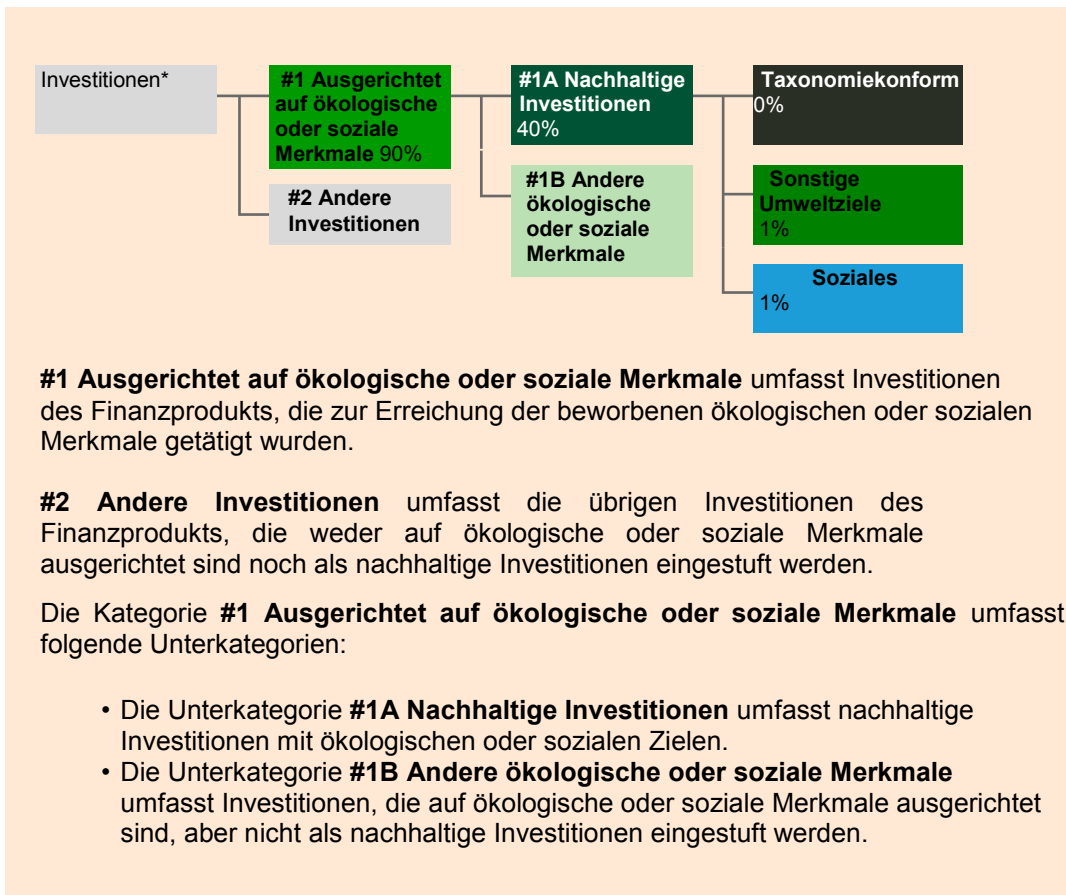 Investitionen*
#1 Ausgerichtet
auf ökologische
oder soziale
Merkmale 90%
#2 Andere
Investitionen
#1A Nachhaltige
Investitionen
40%
#1B Andere
ökologische
oder soziale
Merkmale
Taxonomiekonform
0%
Sonstige
Umweltziele
1%
Soziales
1%
#1 Ausgerichtet auf ökologische oder soziale Merkmale umfasst Investitionen
des Finanzprodukts, die zur Erreichung der beworbenen ökologischen oder sozialen
Merkmale getätigt wurden.
#2 Andere Investitionen umfasst die übrigen Investitionen des
Finanzprodukts, die weder auf ökologische oder soziale Merkmale
ausgerichtet sind noch als nachhaltige Investitionen eingestuft werden.
Die Kategorie #1 Ausgerichtet auf ökologische oder soziale Merkmale umfasst
folgende Unterkategorien:
• Die Unterkategorie #1A Nachhaltige Investitionen umfasst nachhaltige
Investitionen mit ökologischen oder sozialen Zielen.
• Die Unterkategorie #1B Andere ökologische oder soziale Merkmale
umfasst Investitionen, die auf ökologische oder soziale Merkmale ausgerichtet
sind, aber nicht als nachhaltige Investitionen eingestuft werden.